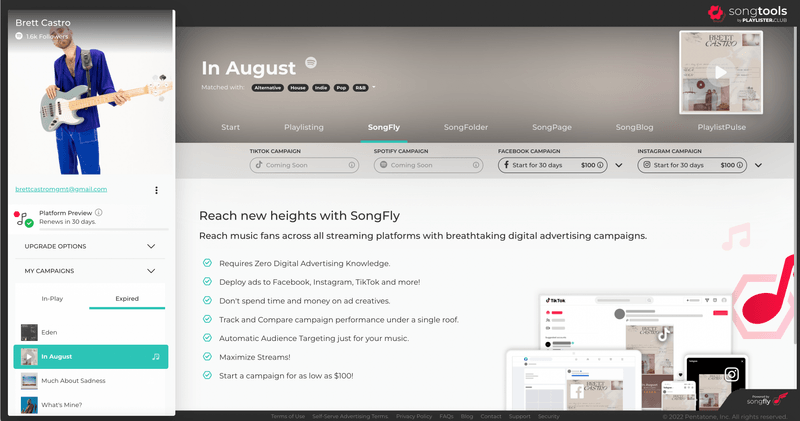 Brett Castro
1.6k Followers
brettcastromgmt@gmail.com
Platform Preview
Renews in 30 days.
UPGRADE OPTIONS
MY CAMPAIGNS
In-Play
Expired
Eden
In August
Much About Sadness
What's Mine?
songtools
by PLAYLISTER.CLUB
In August
Matched with: Alternative House Indie Pop R&B
BRETT
CASTRO
Start Playlisting SongFly SongFolder SongPage SongBlog PlaylistPulse
TIKTOK CAMPAIGN
Coming Soon
SPOTIFY CAMPAIGN
Coming Soon
FACEBOOK CAMPAIGN
Start for 30 days $100
INSTAGRAM CAMPAIGN
Start for 30 days $100
Reach new heights with SongFly
Reach music fans across all streaming platforms with breathtaking digital advertising campaigns.
Requires Zero Digital Advertising Knowledge.
Deploy ads to Facebook, Instagram, TikTok and more!
Don't spend time and money on ad creatives.
Track and Compare campaign performance under a single roof.
Automatic Audience Targeting just for your music.
Maximize Streams!
Start a campaign for as low as $100!
TikTok
Powered by
songfly
Terms of Use Self-Serve Advertising Terms Privacy Policy FAQs Blog Contact Support Security
© 2022 Pentatone, Inc. All rights reserved.